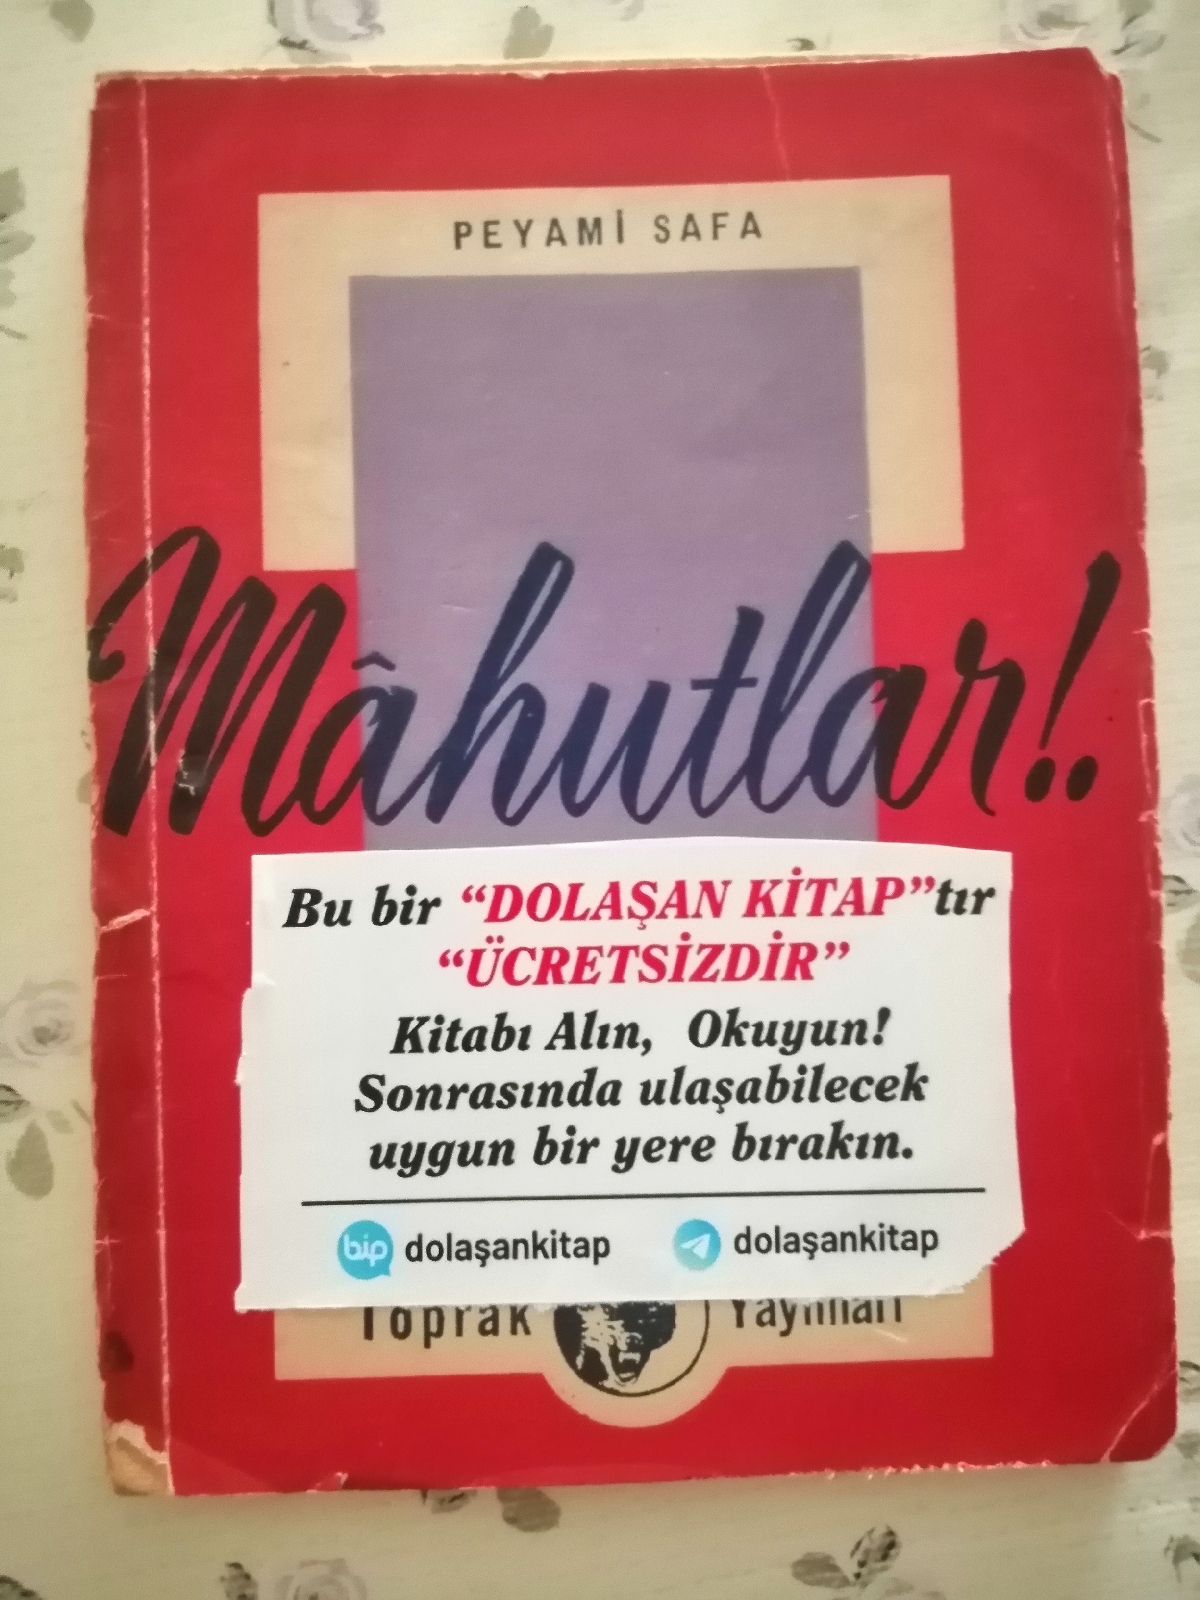 PEYAMİ SAFA
Mâhutlar!.
Bu bir “DOLAŞAN KİTAP”tır
“ÜCRETSİZDİR”
Kitabı Alın, Okuyun!
Sonrasında ulaşabilecek
uygun bir yere bırakın.
bip dolaşankitap dolaşankitap
Toprak Yayınları